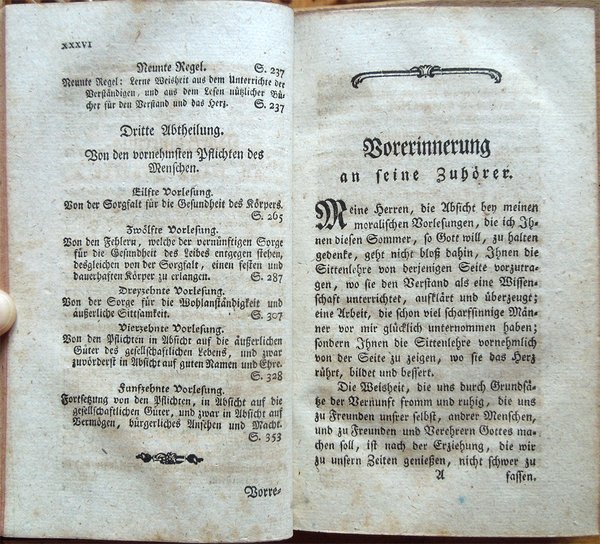 XXXVI
Neunte Regel. S. 237
Neunte Regel: Lerne Weisheit aus dem Unterrichte der
Verständigen, und aus dem Lesen nützlicher Bü-
cher für den Verstand und das Herz. S. 237
Dritte Abtheilung.
Von den vornehmsten Pflichten des
Menschen.
Eilfte Vorlesung.
Von der Sorgfalt für die Gesundheit des Körpers.
S. 265
Zwölfte Vorlesung.
Von den Fehlern, welche der vernünftigen Sorge
für die Gesundheit des Leibes entgegen stehen,
desgleichen von der Sorgfalt, einen festen und
dauerhaften Körper zu erlangen. S. 287
Dreyzehnte Vorlesung.
Von der Sorge für die Wohlanständigkeit und
äußerliche Sittsamkeit. S. 307
Vierzehnte Vorlesung.
Von den Pflichten in Absicht auf die äußerlichen
Güter des gesellschaftlichen Lebens, und zwar
zuvörderst in Absicht auf guten Namen und Ehre.
S. 328
Funfzehnte Vorlesung.
Fortsetzung von den Pflichten, in Absicht auf die
gesellschaftlichen Güter, und zwar in Absicht auf
Vermögen, bürgerliches Ansehen und Macht.
S. 353
Vorre-
Vorerinnerung
an seine Zuhörer.
Meine Herren, die Absicht bey meinen
moralischen Vorlesungen, die ich Ih-
nen diesen Sommer, so Gott will, zu halten
gedenke, geht nicht bloß dahin, Ihnen die
Sittenlehre von derjenigen Seite vorzutra-
gen, wo sie den Verstand als eine Wissen-
schaft unterrichtet, aufklärt und überzeugt;
eine Arbeit, die schon viel scharfsinnige Män-
ner vor mir glücklich unternommen haben;
sondern Ihnen die Sittenlehre vornehmlich
von der Seite zu zeigen, wo sie das Herz
rührt, bildet und bessert.
Die Weisheit, die uns durch Grundsä-
tze der Vernunft fromm und ruhig, die uns
zu Freunden unsrer selbst, andrer Menschen,
und zu Freunden und Verehrern Gottes ma-
chen soll, ist nach der Erziehung, die wir
zu unsern Zeiten genießen, nicht schwer zu
A fassen.